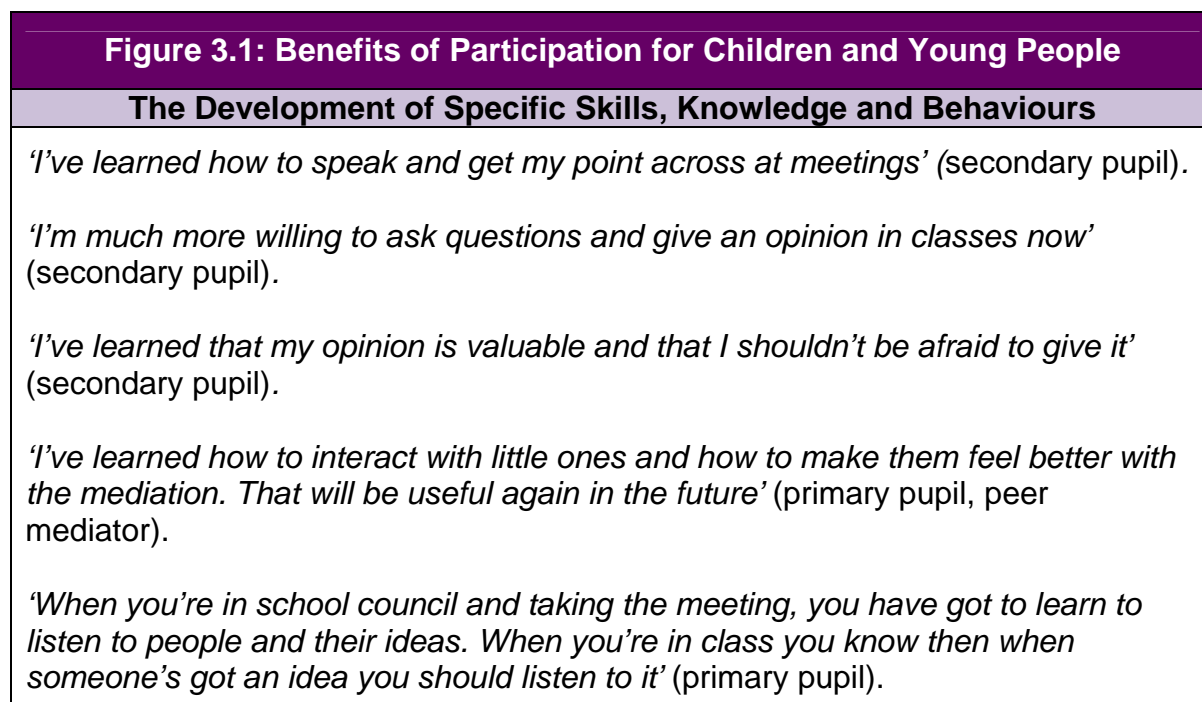 Figure 3.1: Benefits of Participation for Children and Young People
The Development of Specific Skills, Knowledge and Behaviours
‘I’ve learned how to speak and get my point across at meetings’ (secondary pupil).
‘I’m much more willing to ask questions and give an opinion in classes now’
(secondary pupil).
‘I’ve learned that my opinion is valuable and that I shouldn’t be afraid to give it’
(secondary pupil).
‘I’ve learned how to interact with little ones and how to make them feel better with
the mediation. That will be useful again in the future’ (primary pupil, peer
mediator).
‘When you’re in school council and taking the meeting, you have got to learn to
listen to people and their ideas. When you’re in class you know then when
someone’s got an idea you should listen to it’ (primary pupil).